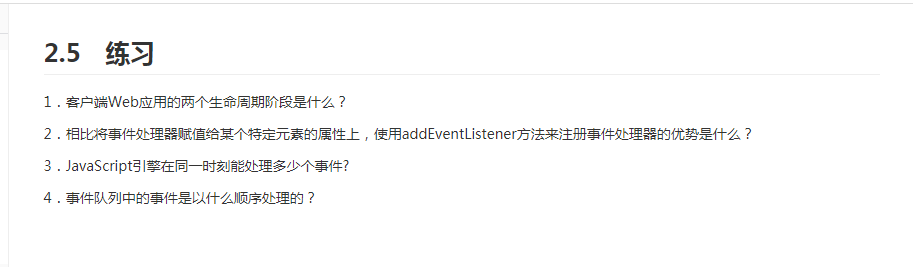 2.5 练习
1．客户端Web应用的两个生命周期阶段是什么？
2．相比将事件处理器赋值给某个特定元素的属性上，使用addEventListener方法来注册事件处理器的优势是什么？
3．JavaScript引擎在同一时刻能处理多少个事件?
4．事件队列中的事件是以什么顺序处理的？